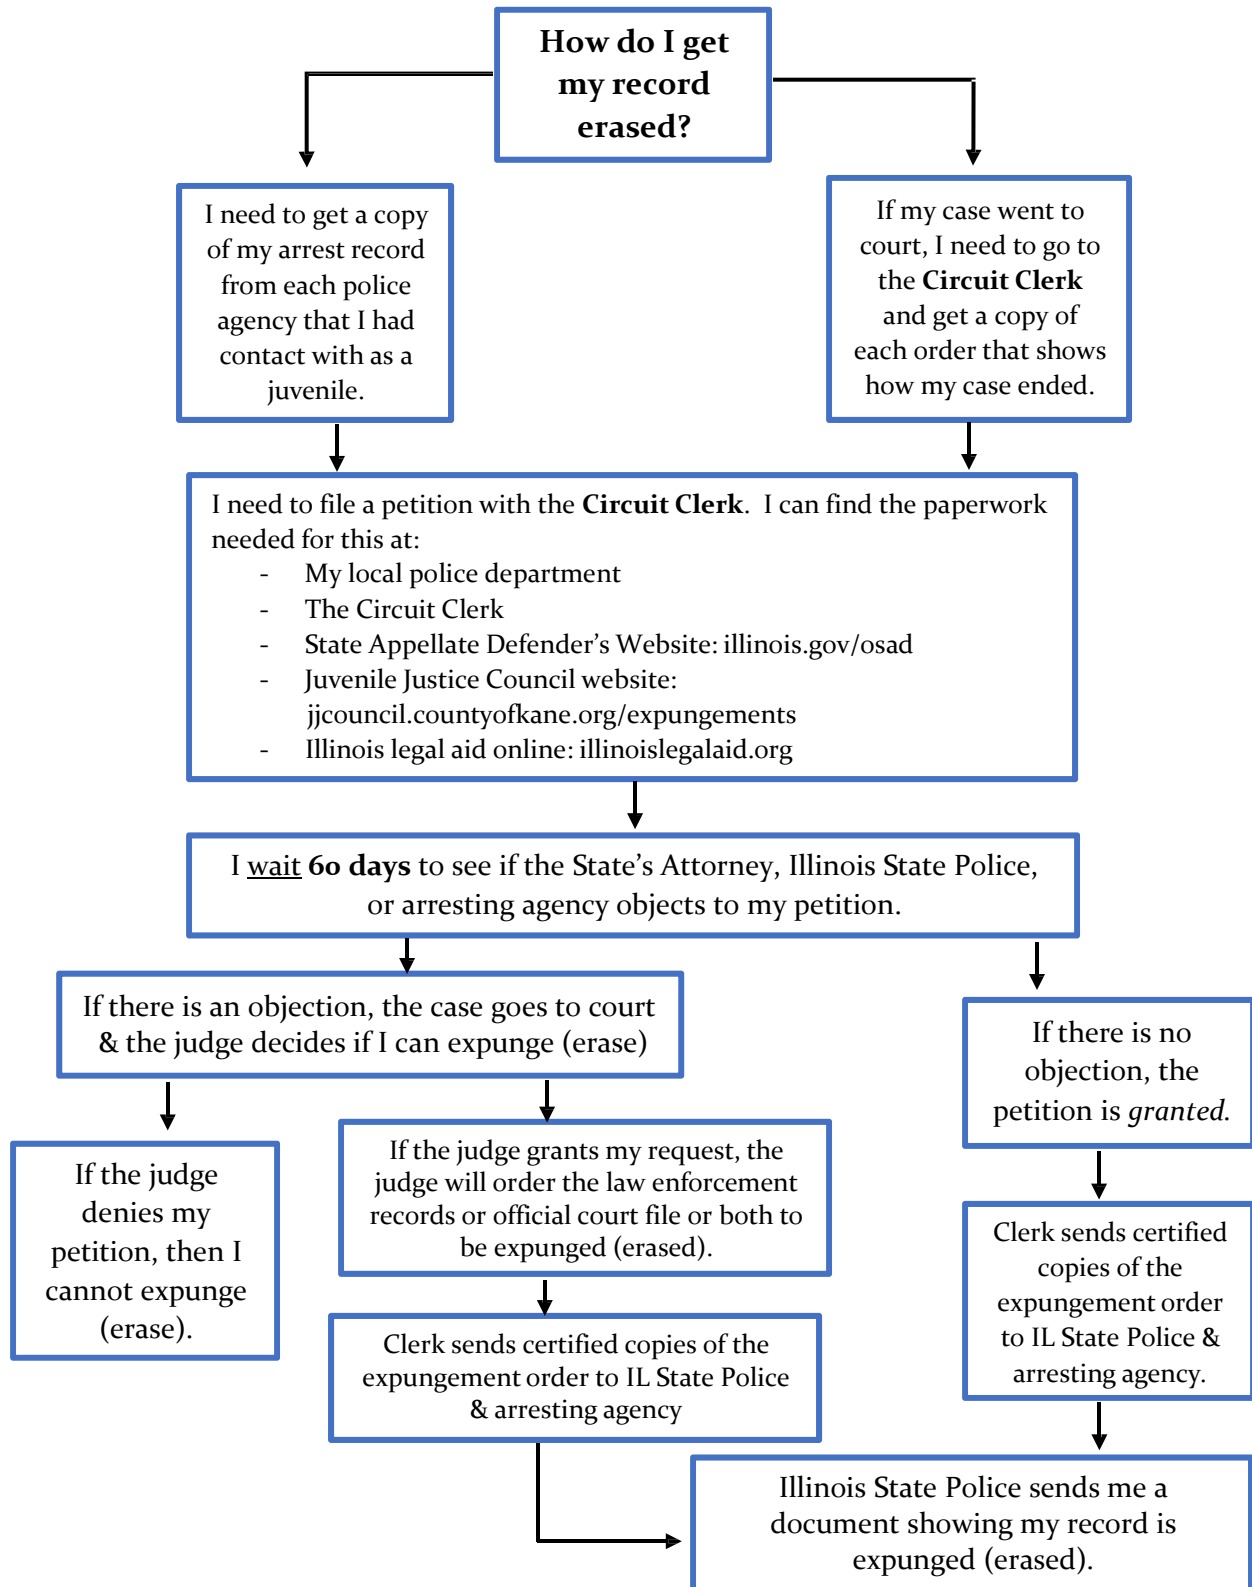 How do I get
my record
erased?
I need to get a copy
of my arrest record
from each police
agency that I had
contact with as a
juvenile.
If my case went to
court, I need to go to
the Circuit Clerk
and get a copy of
each order that shows
how my case ended.
I need to file a petition with the Circuit Clerk.  I can find the paperwork
needed for this at:
- My local police department
- The Circuit Clerk
- State Appellate Defender’s Website: illinois.gov/osad
- Juvenile Justice Council website:
jjcouncil.countyofkane.org/expungements
- Illinois legal aid online: illinoislegalaid.org
I wait 60 days to see if the State’s Attorney, Illinois State Police,
or arresting agency objects to my petition.
If there is an objection, the case goes to court
& the judge decides if I can expunge (erase)
If there is no
objection, the
petition is granted.
If the judge
denies my
petition, then I
cannot expunge
(erase).
If the judge grants my request, the
judge will order the law enforcement
records or official court file or both to
be expunged (erased).
Clerk sends certified
copies of the
expungement order
to IL State Police &
arresting agency.
Clerk sends certified copies of the
expungement order to IL State Police
& arresting agency
Illinois State Police sends me a
document showing my record is
expunged (erased).